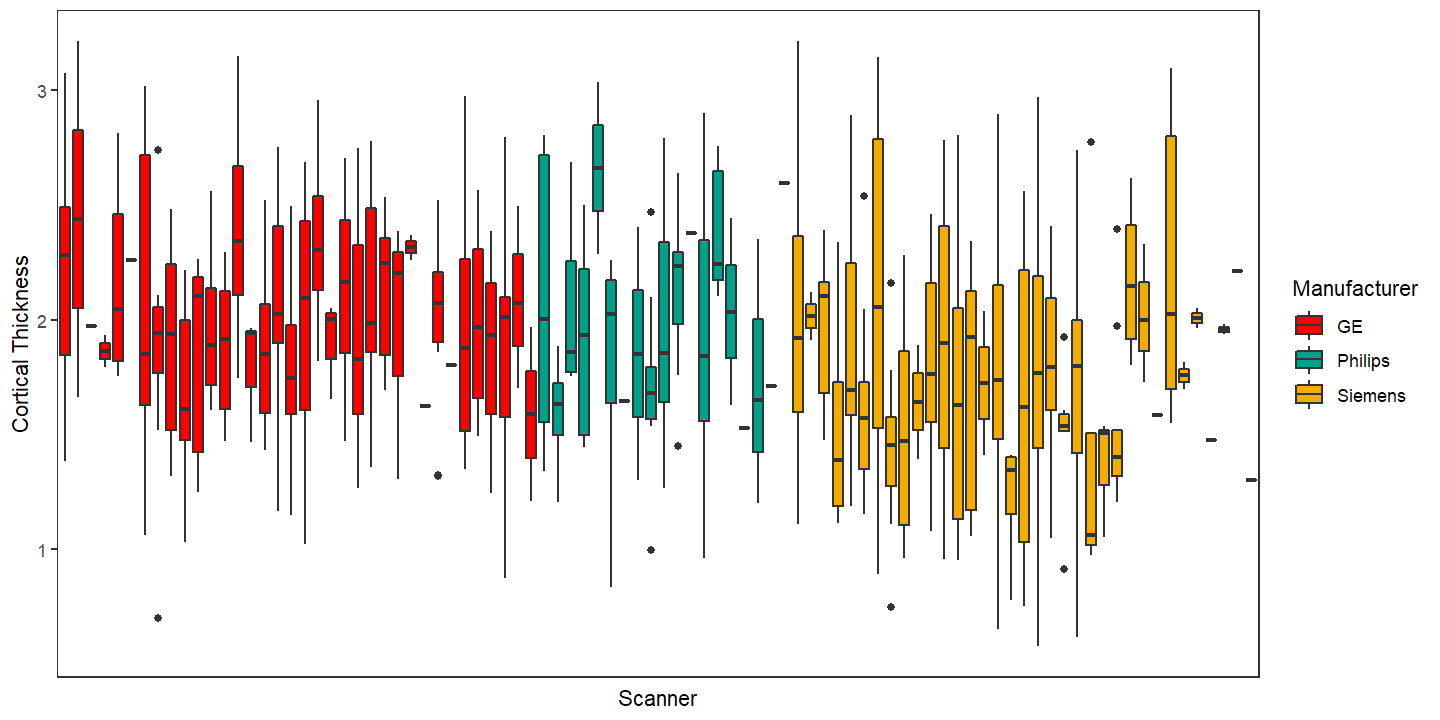 Cortical Thickness
3
2
1
Scanner
Manufacturer
GE
Philips
Siemens